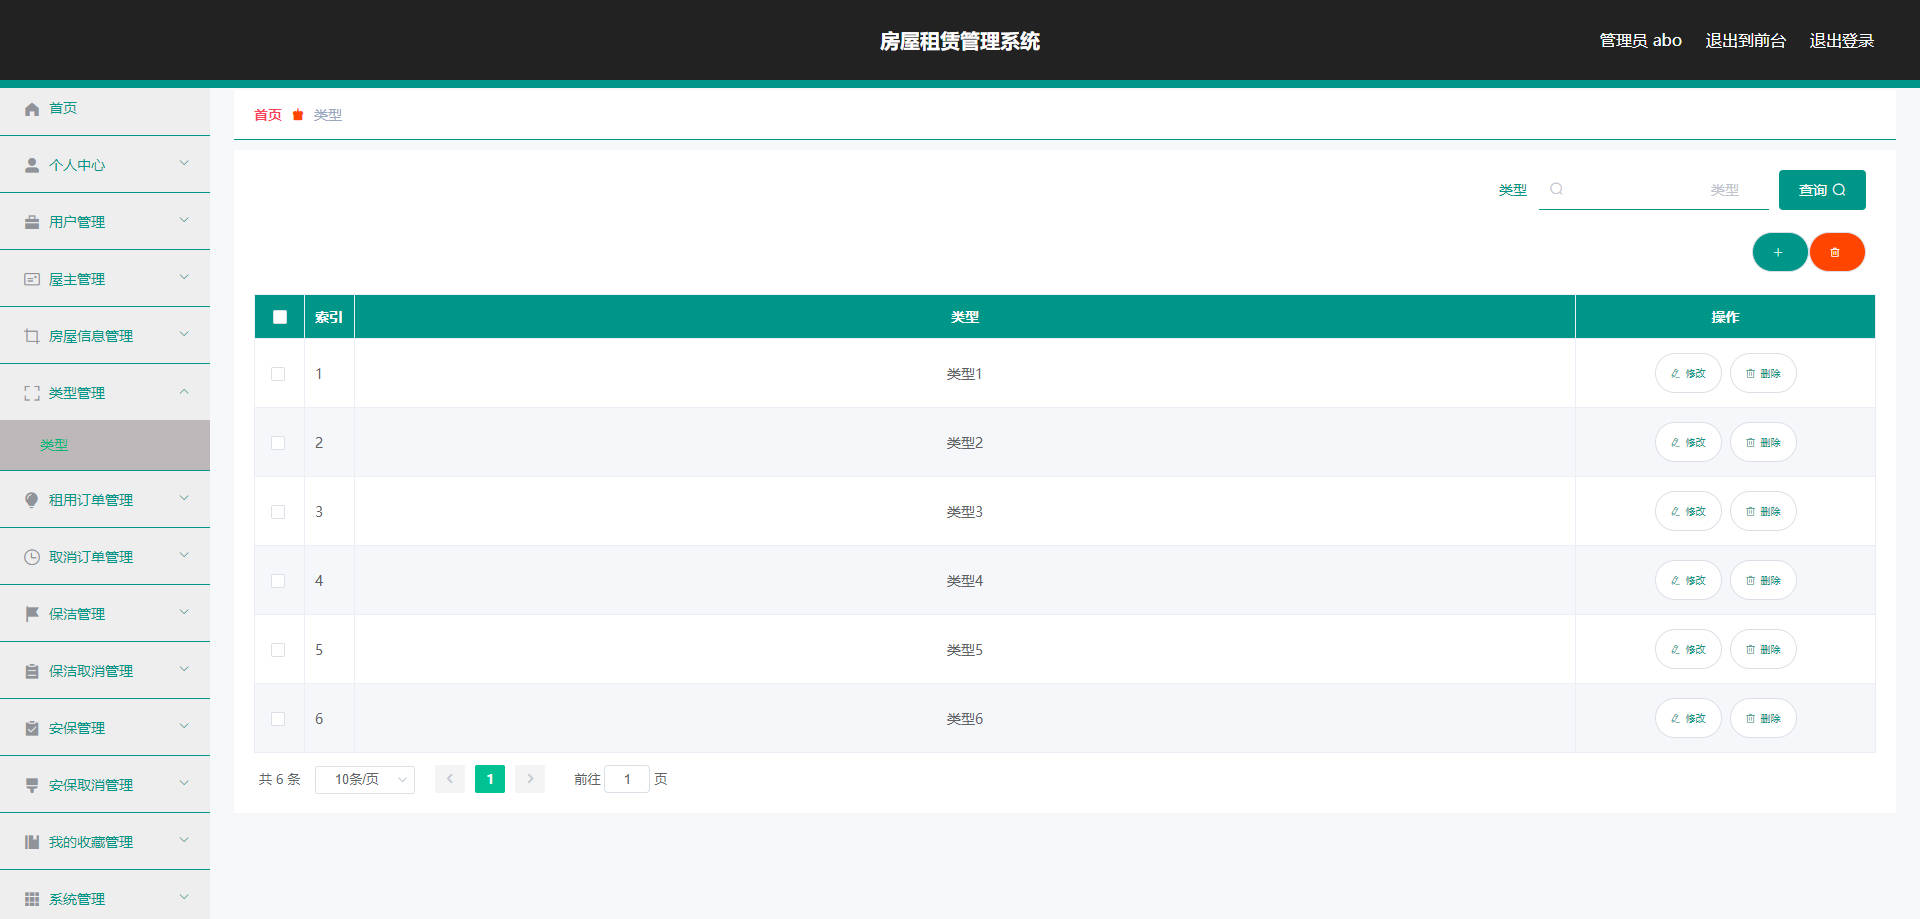 房屋租赁管理系统
管理员 abo 退出到前台 退出登录
首页
个人中心
用户管理
屋主管理
房屋信息管理
类型管理
类型
租用订单管理
取消订单管理
保洁管理
保洁取消管理
安保管理
安保取消管理
我的收藏管理
系统管理
首页 类型
类型 类型 查询
索引 类型 操作
1 类型1 修改 删除
2 类型2 修改 删除
3 类型3 修改 删除
4 类型4 修改 删除
5 类型5 修改 删除
6 类型6 修改 删除
共 6 条 10条/页 1 前往 1 页